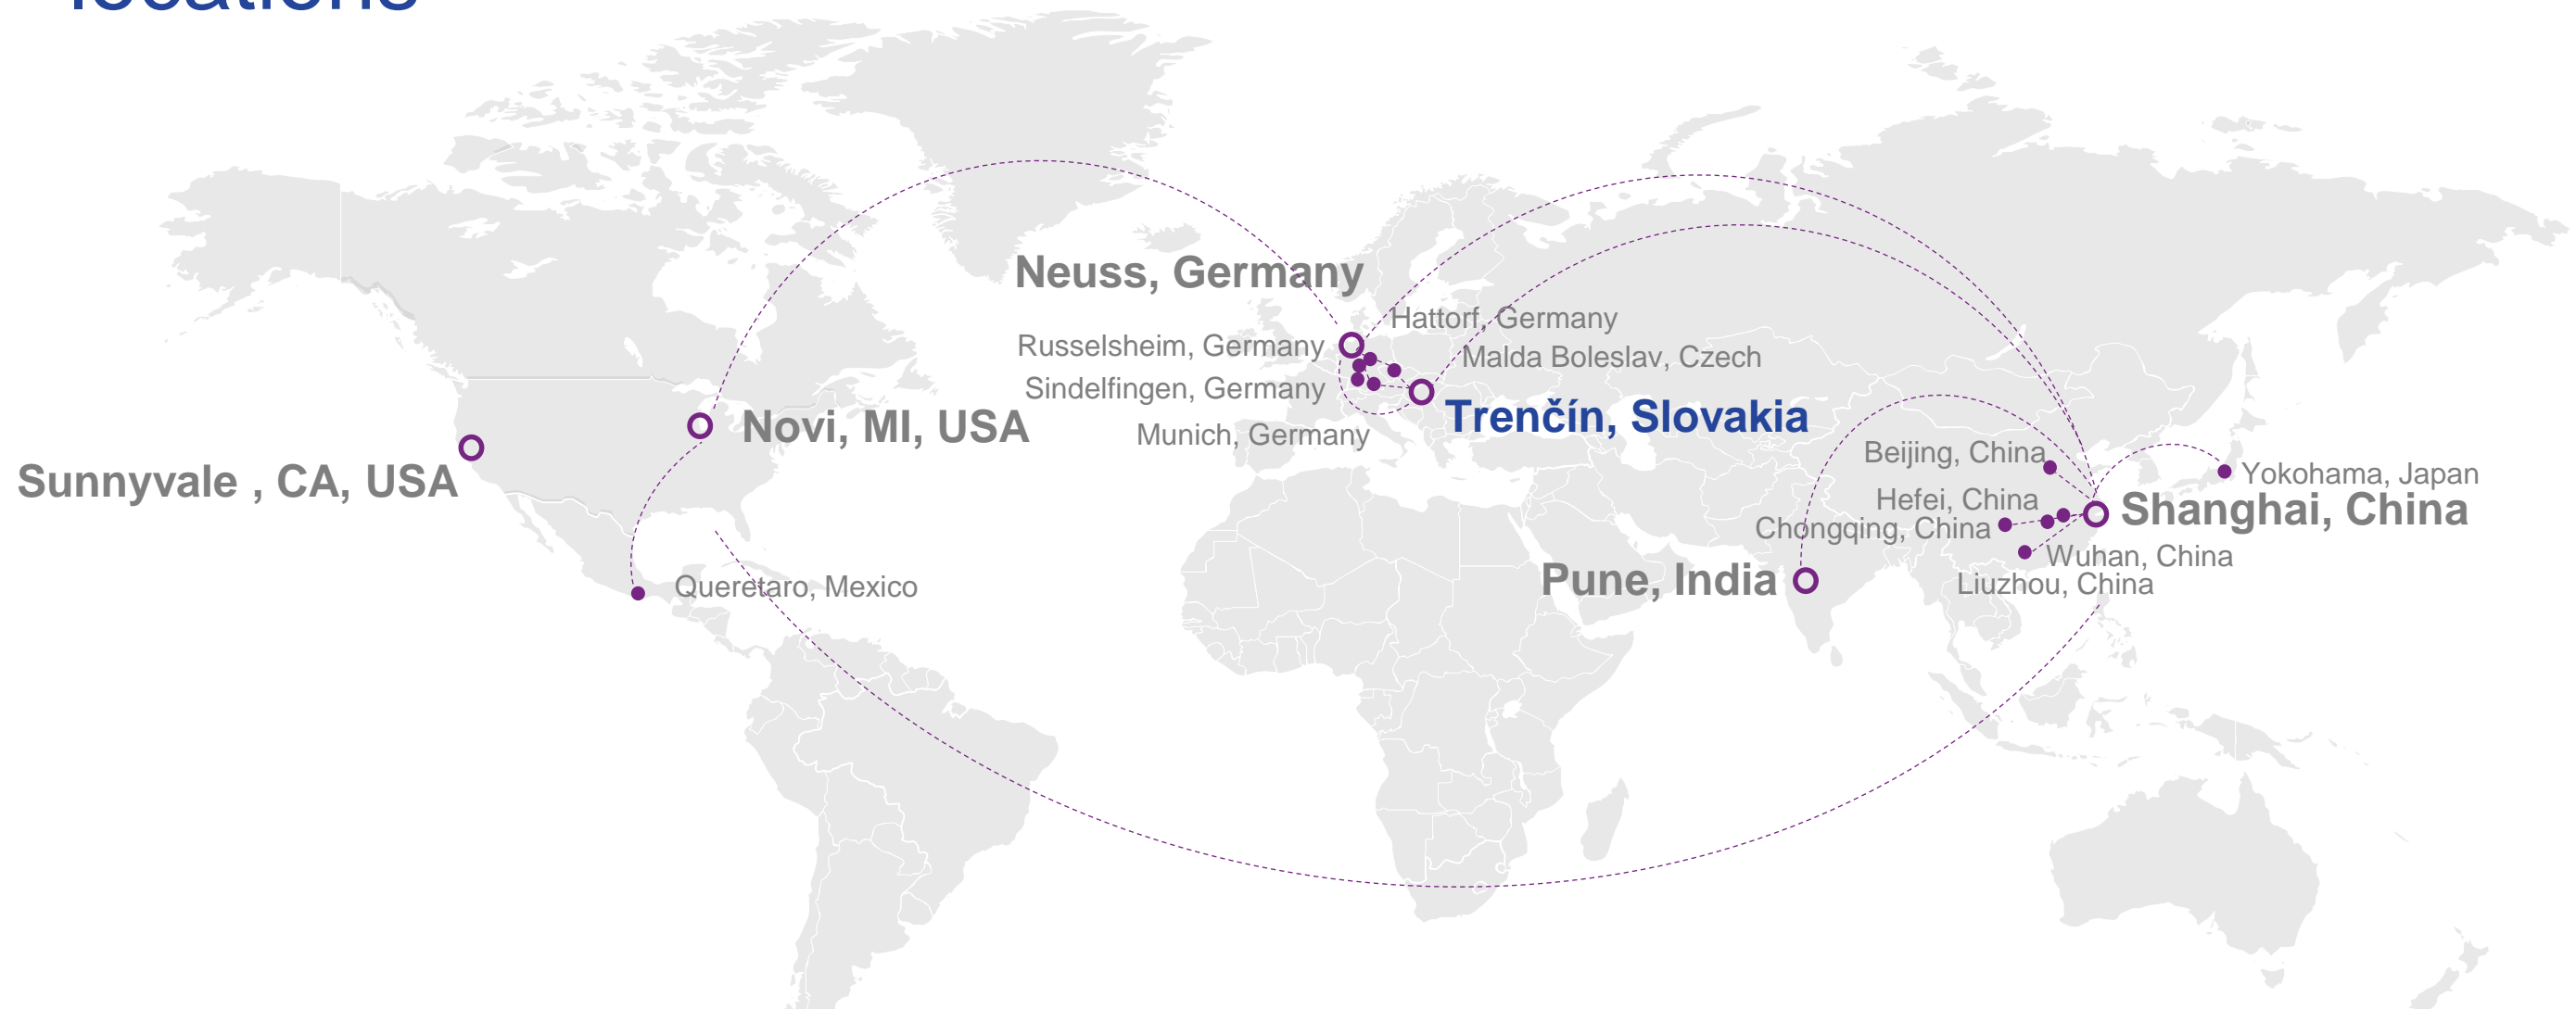 locations
Neuss, Germany
Hattorf, Germany
Russelsheim, Germany
Malda Boleslav, Czech
Sindelfingen, Germany
Trenčín, Slovakia
Novi, MI, USA
Munich, Germany
Beijing, China
Sunnyvale , CA, USA
Yokohama, Japan
Hefei, China
Shanghai, China
Chongqing, China
Wuhan, China
Pune, India
Liuzhou, China
Queretaro, Mexico